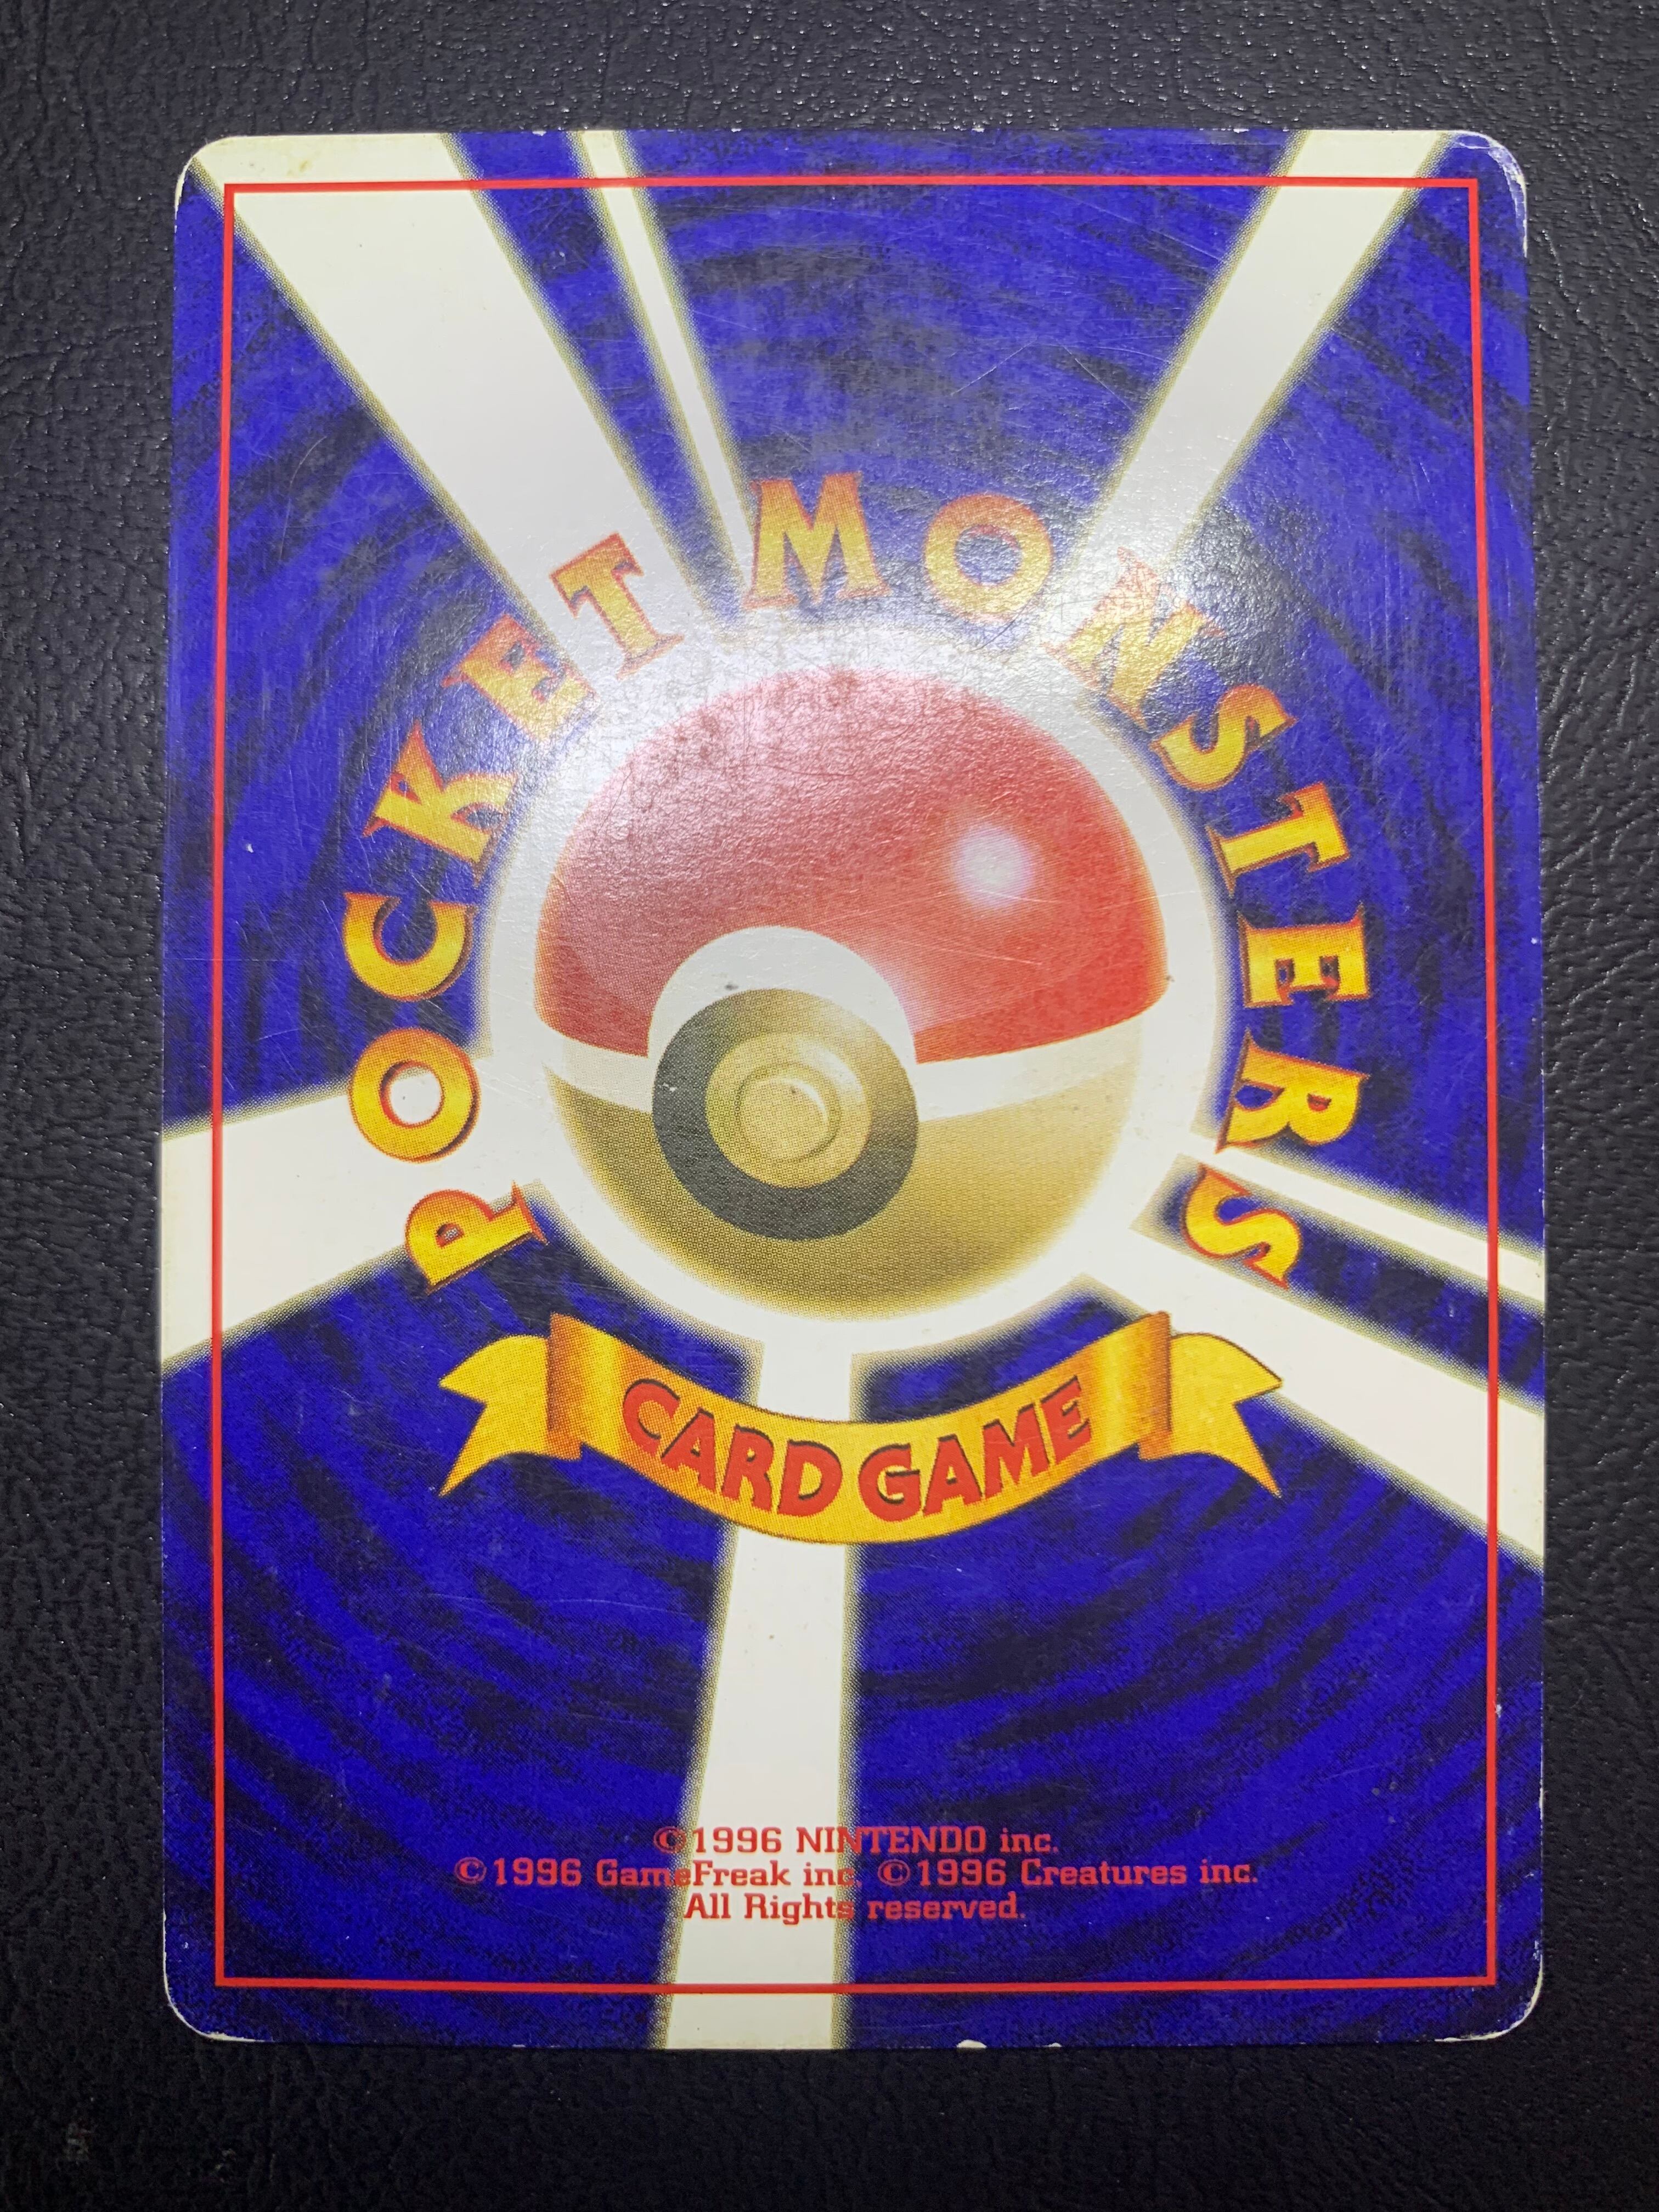 POCKET MONSTERS
CARD GAME
©1996 NINTENDO inc.
©1996 GameFreak inc. ©1996 Creatures inc.
All Rights reserved.